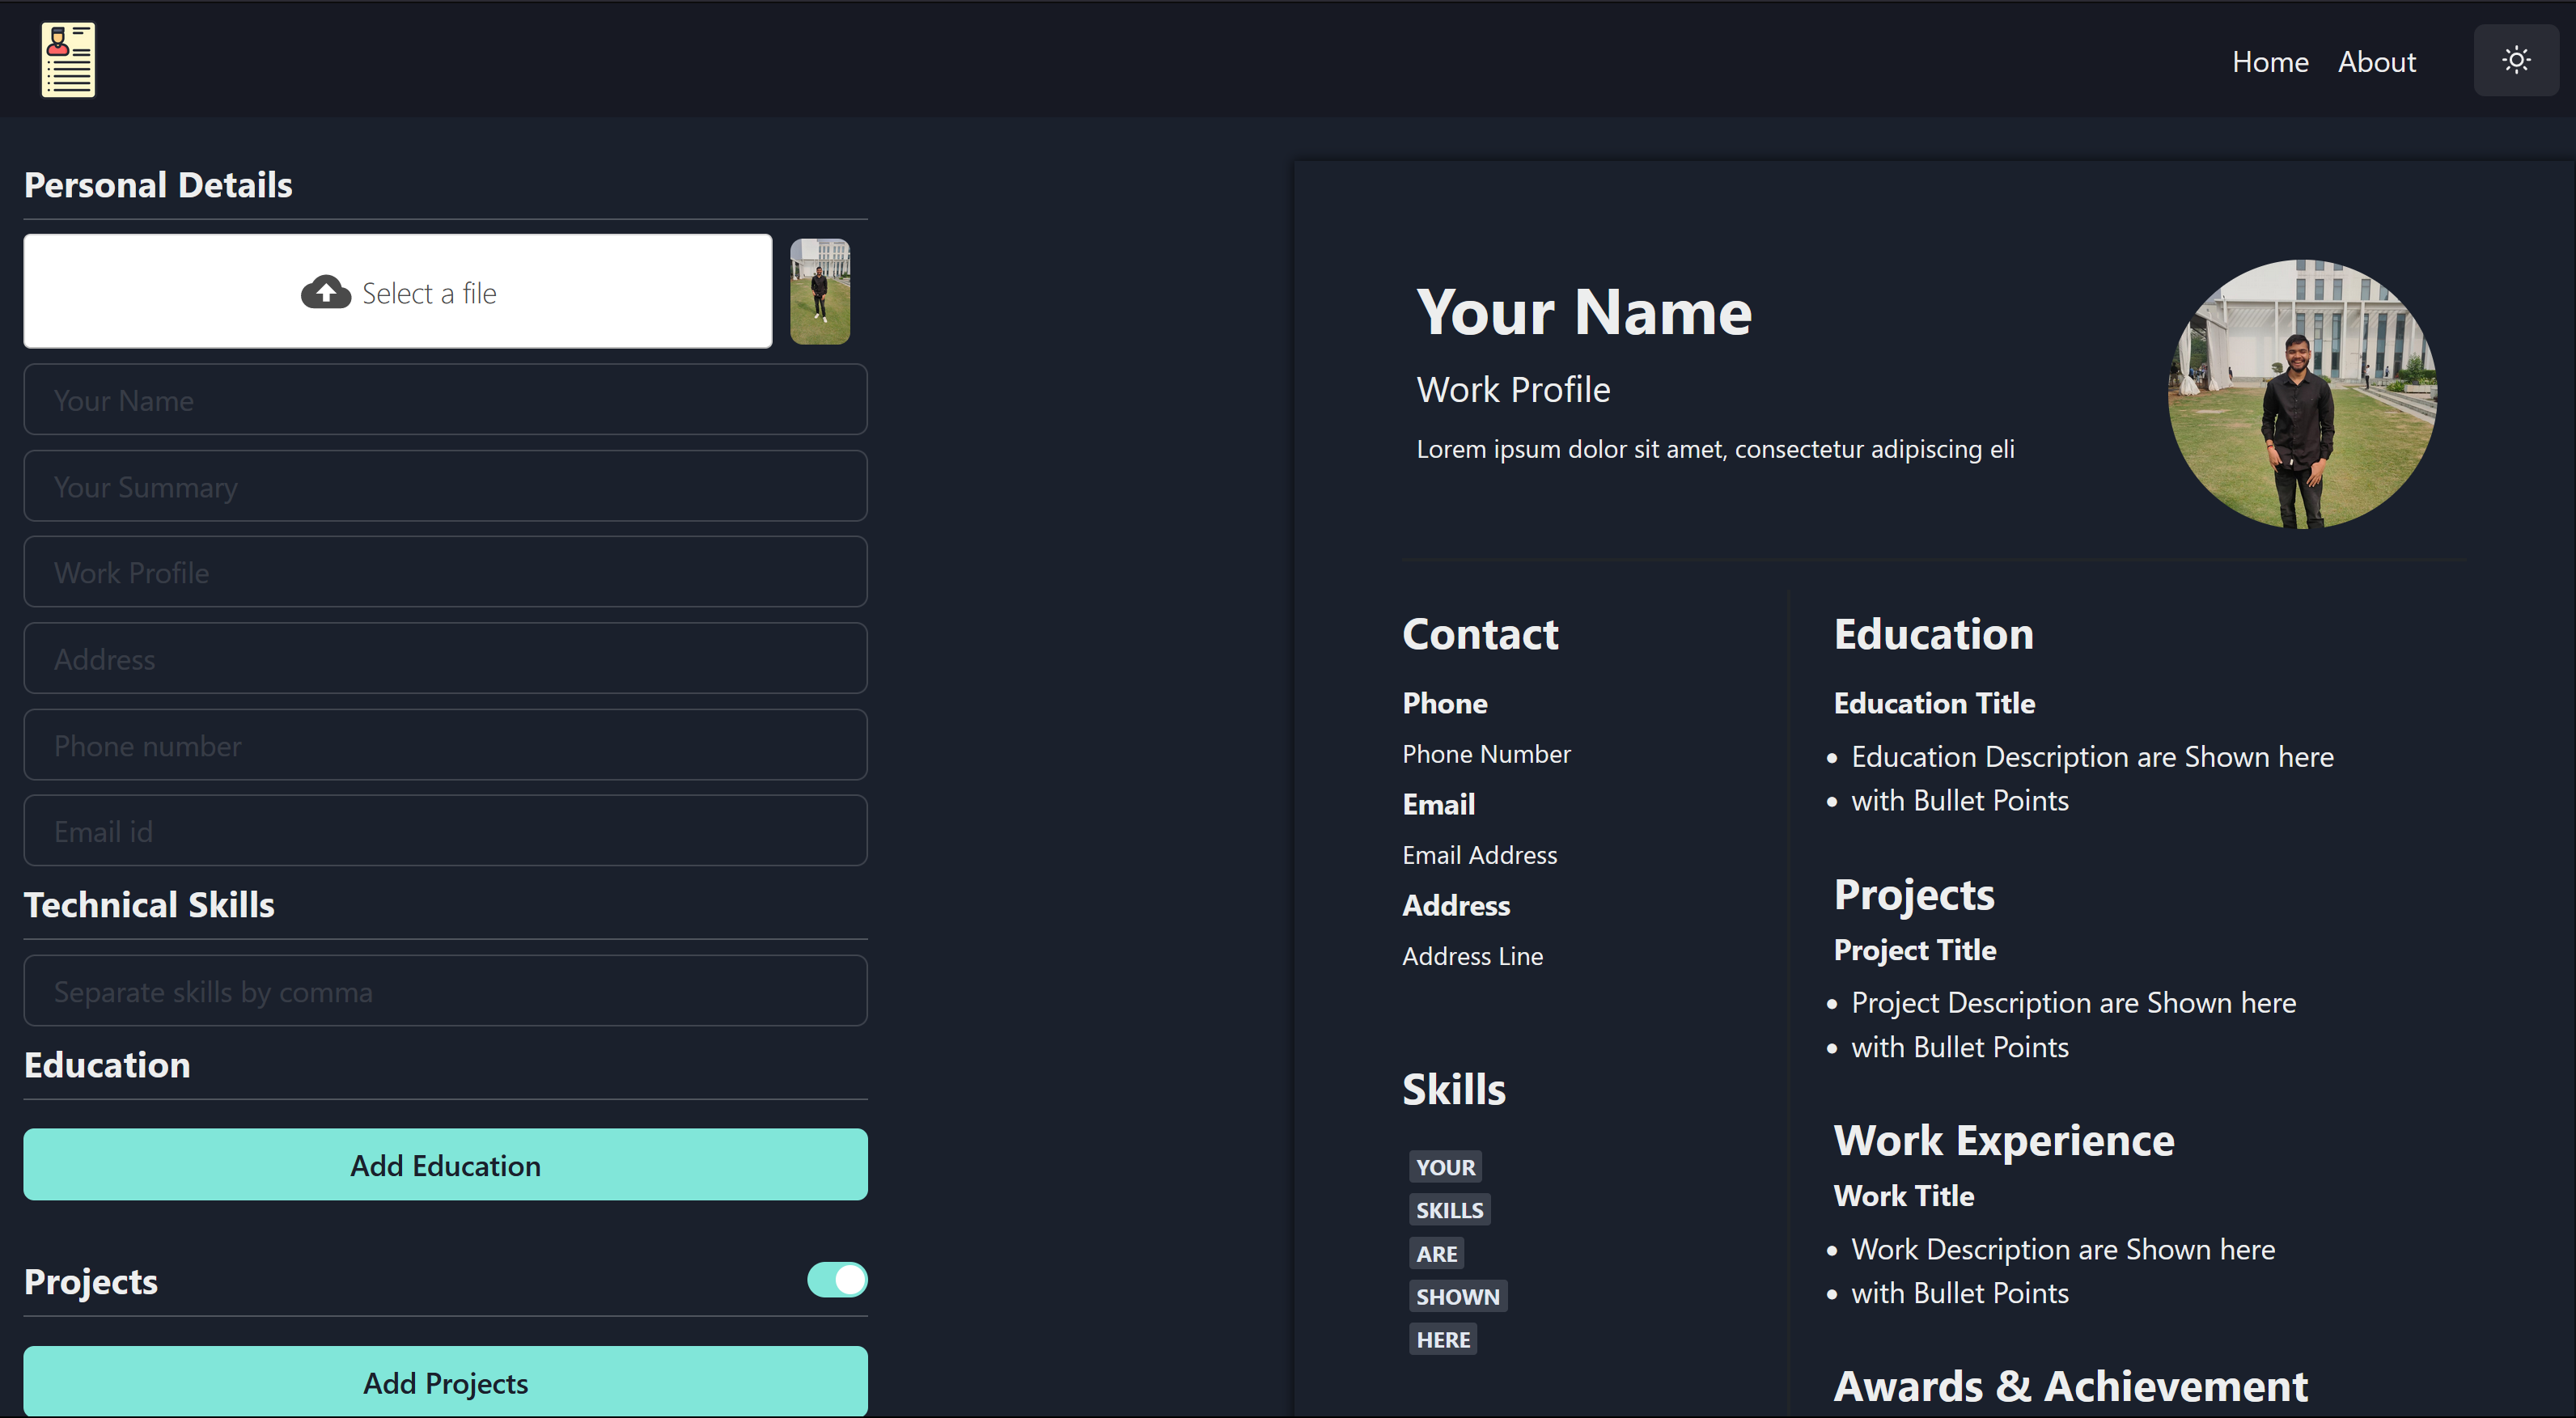 Home About
Personal Details
Select a file
Your Name
Your Summary
Work Profile
Address
Phone number
Email id
Technical Skills
Separate skills by comma
Education
Add Education
Projects
Add Projects
Your Name
Work Profile
Lorem ipsum dolor sit amet, consectetur adipiscing eli
Contact
Phone
Phone Number
Email
Email Address
Address
Address Line
Skills
YOUR
SKILLS
ARE
SHOWN
HERE
Education
Education Title
• Education Description are Shown here
• with Bullet Points
Projects
Project Title
• Project Description are Shown here
• with Bullet Points
Work Experience
Work Title
• Work Description are Shown here
• with Bullet Points
Awards & Achievement